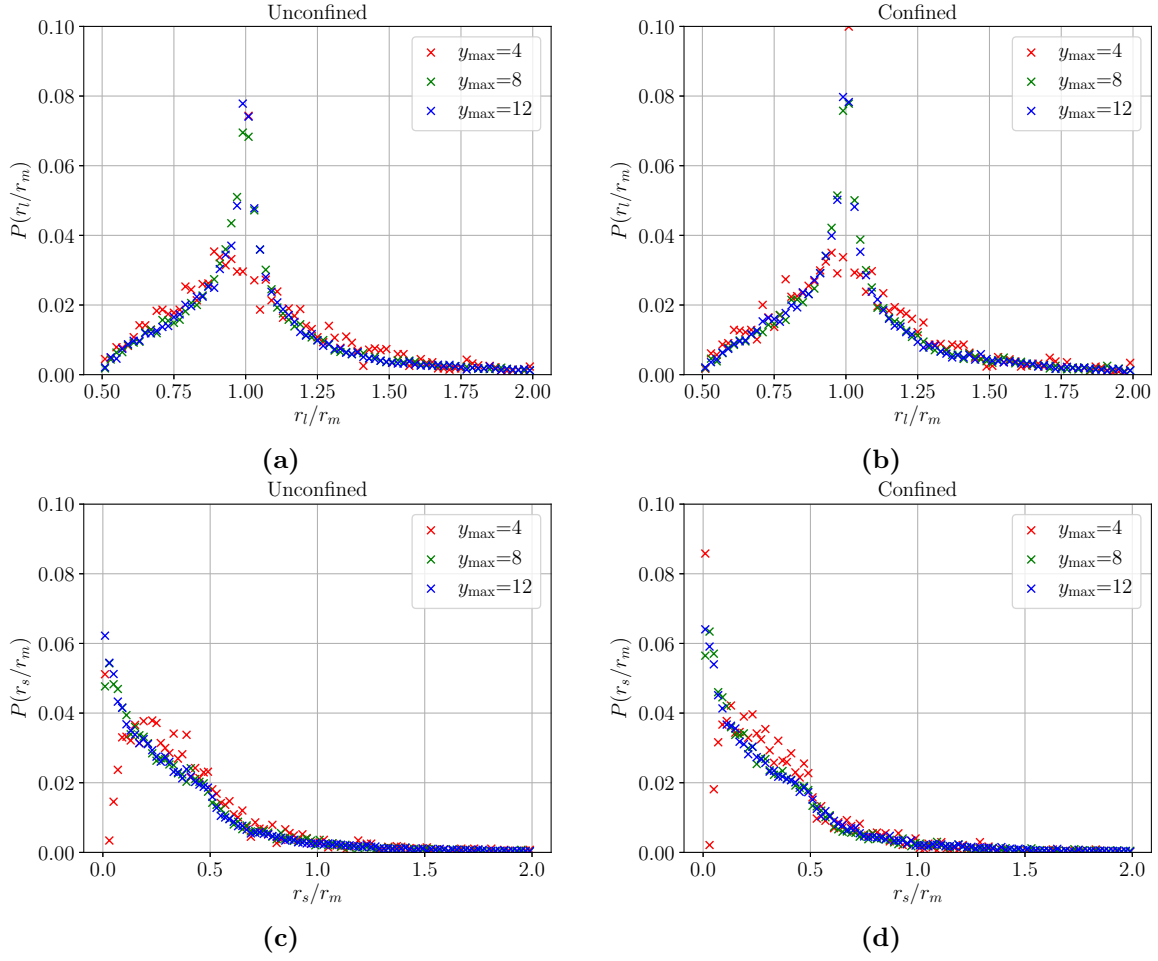 Unconfined
0.10
0.08
0.06
0.04
0.02
0.00
P(r_l/r_m)
y_max=4
y_max=8
y_max=12
0.50 0.75 1.00 1.25 1.50 1.75 2.00
r_l/r_m
(a)
Confined
0.10
0.08
0.06
0.04
0.02
0.00
P(r_l/r_m)
y_max=4
y_max=8
y_max=12
0.50 0.75 1.00 1.25 1.50 1.75 2.00
r_l/r_m
(b)
Unconfined
0.10
0.08
0.06
0.04
0.02
0.00
P(r_s/r_m)
y_max=4
y_max=8
y_max=12
0.0 0.5 1.0 1.5 2.0
r_s/r_m
(c)
Confined
0.10
0.08
0.06
0.04
0.02
0.00
P(r_s/r_m)
y_max=4
y_max=8
y_max=12
0.0 0.5 1.0 1.5 2.0
r_s/r_m
(d)